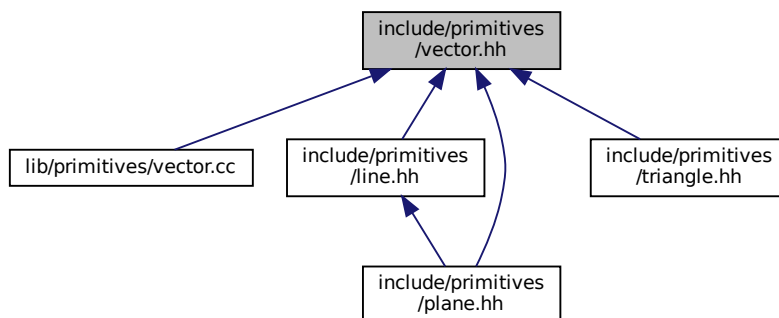 include/primitives
/vector.hh
lib/primitives/vector.cc
include/primitives
/line.hh
include/primitives
/triangle.hh
include/primitives
/plane.hh